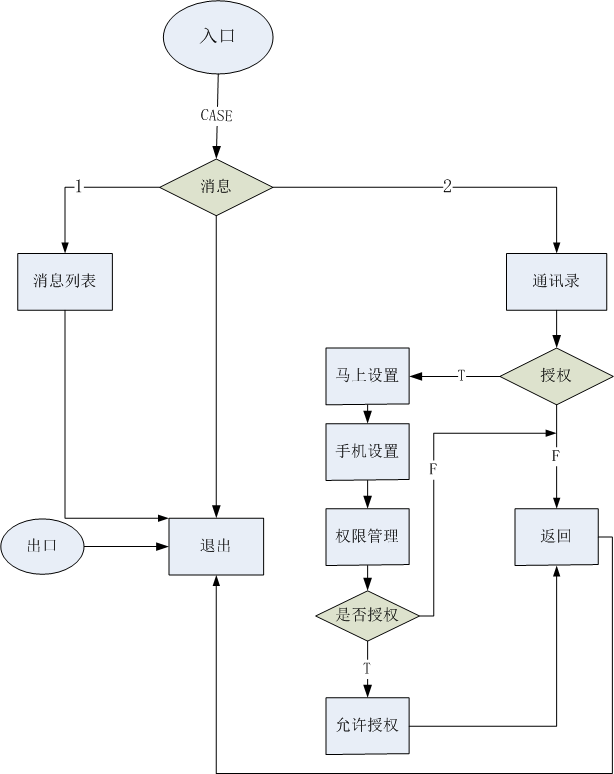 入口
CASE
消息
1
2
消息列表
通讯录
马上设置
T
授权
手机设置
F
F
权限管理
返回
出口
退出
是否授权
T
允许授权